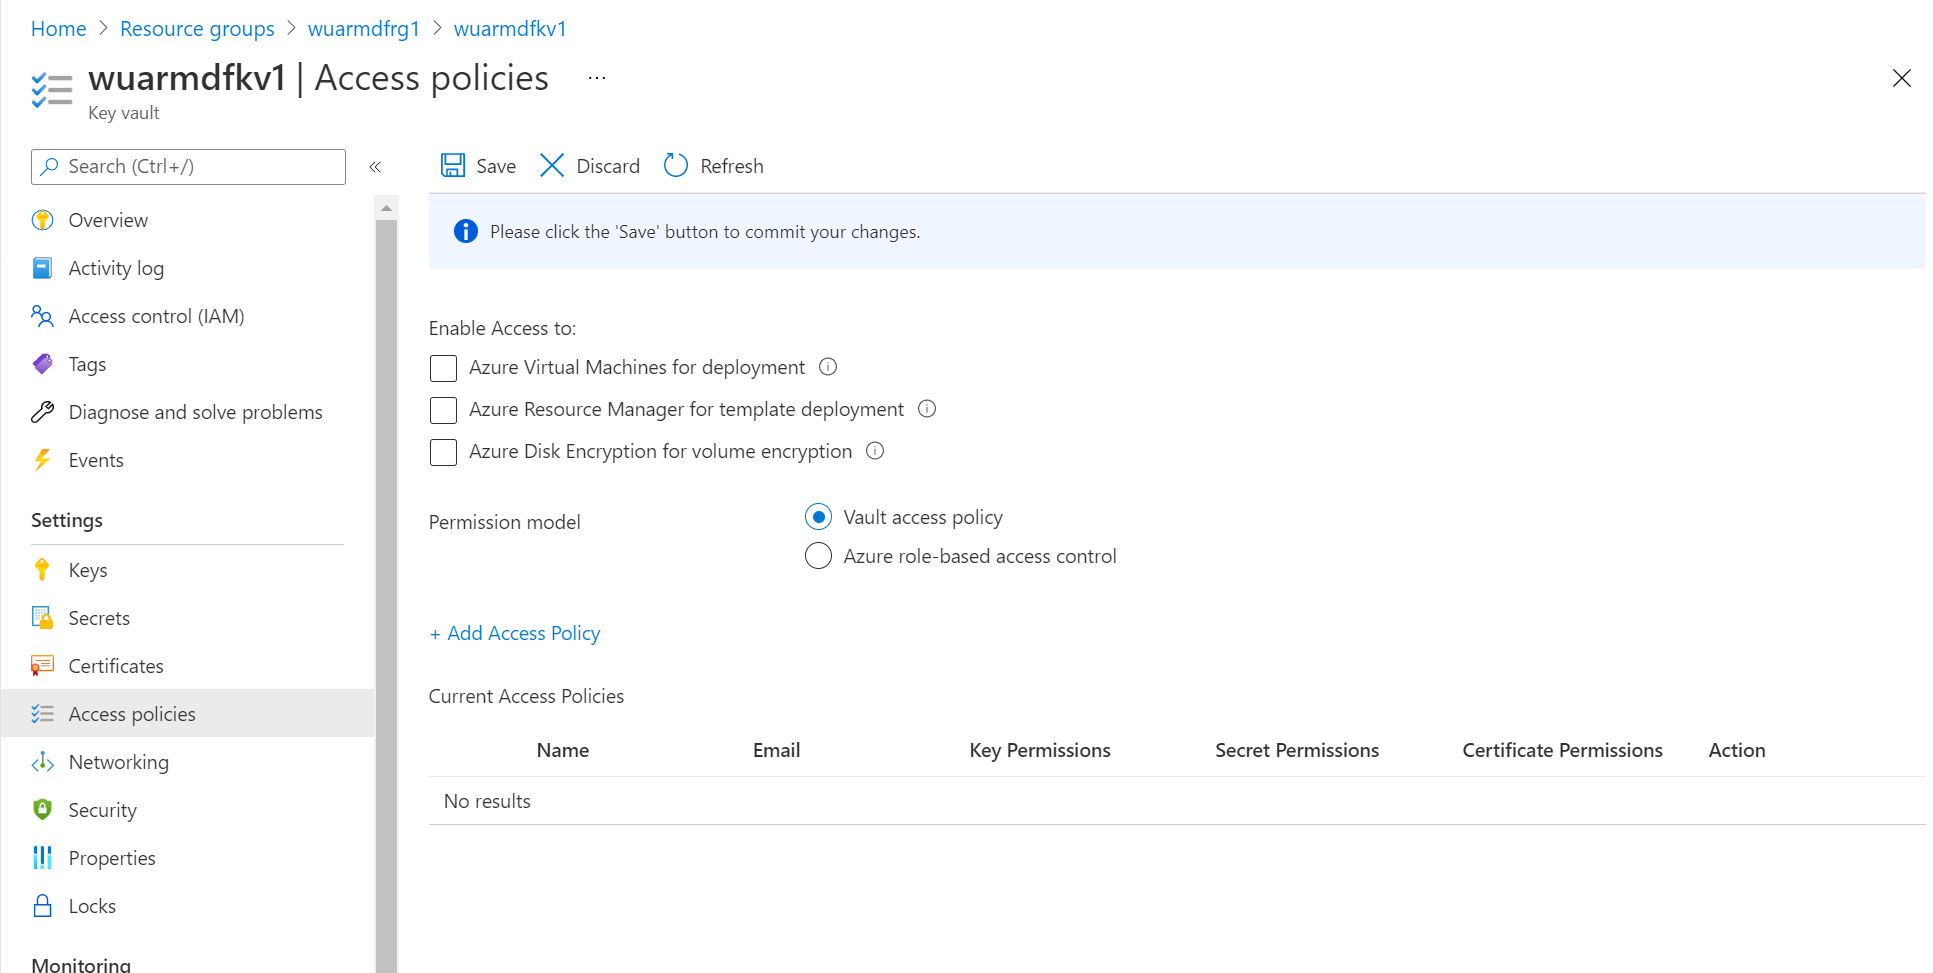 Home > Resource groups > wuarmdfrg1 > wuarmdfkv1
wuarmdfkv1 | Access policies ...
Key vault
Search (Ctrl+/) «
Overview
Activity log
Access control (IAM)
Tags
Diagnose and solve problems
Events
Settings
Keys
Secrets
Certificates
Access policies
Networking
Security
Properties
Locks
Monitoring
Save Discard Refresh
Please click the 'Save' button to commit your changes.
Enable Access to:
Azure Virtual Machines for deployment
Azure Resource Manager for template deployment
Azure Disk Encryption for volume encryption
Permission model
Vault access policy
Azure role-based access control
+ Add Access Policy
Current Access Policies
Name Email Key Permissions Secret Permissions Certificate Permissions Action
No results